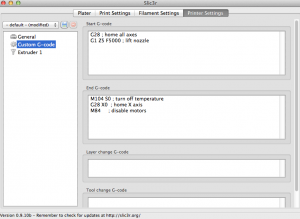 Slic3r
Plater
Print Settings
Filament Settings
Printer Settings
- default - (modified)
General
Custom G-code
Extruder 1
Start G-code
G28 ; home all axes
G1 Z5 F5000 ; lift nozzle
End G-code
M104 S0 ; turn off temperature
G28 X0  ; home X axis
M84     ; disable motors
Layer change G-code
Tool change G-code
Version 0.9.10b - Remember to check for updates at http://slic3r.org/